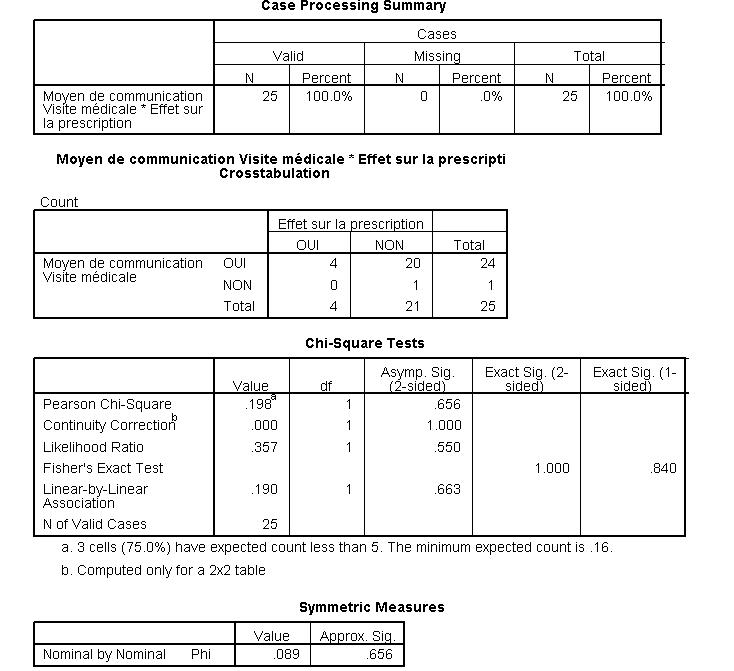 Case Processing Summary
Cases
Valid Missing Total
N Percent N Percent N Percent
Moyen de communication Visite médicale * Effet sur la prescription 25 100.0% 0 .0% 25 100.0%
Moyen de communication Visite médicale * Effet sur la prescripti
Crosstabulation
Count
Effet sur la prescription
OUI NON Total
Moyen de communication Visite médicale OUI 4 20 24
NON 0 1 1
Total 4 21 25
Chi-Square Tests
Value df Asymp. Sig. (2-sided) Exact Sig. (2-sided) Exact Sig. (1-sided)
Pearson Chi-Square .198a 1 .656
Continuity Correctionb .000 1 1.000
Likelihood Ratio .357 1 .550
Fisher's Exact Test 1.000 .840
Linear-by-Linear Association .190 1 .663
N of Valid Cases 25
a. 3 cells (75.0%) have expected count less than 5. The minimum expected count is .16.
b. Computed only for a 2x2 table
Symmetric Measures
Value Approx. Sig.
Nominal by Nominal Phi .089 .656